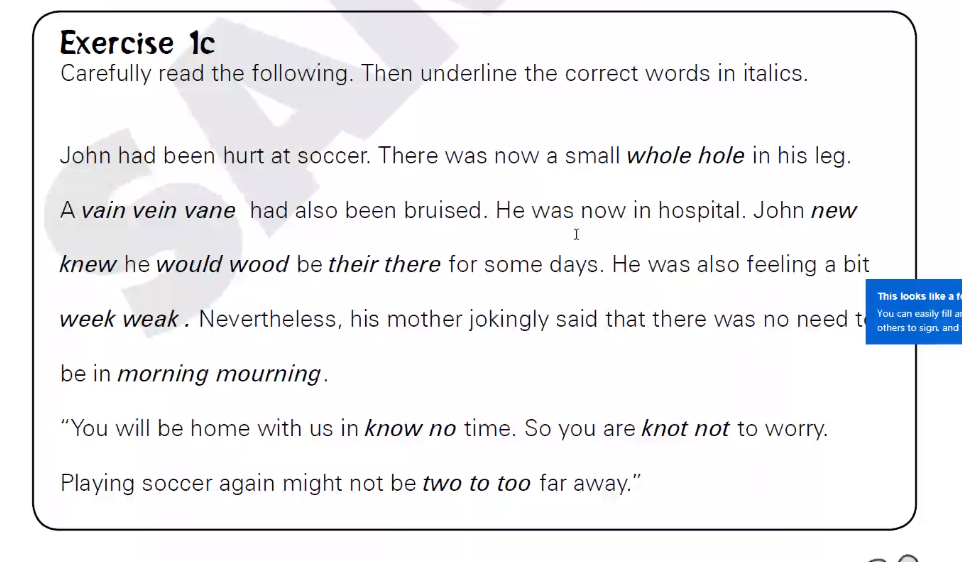 Exercise 1c
Carefully read the following. Then underline the correct words in italics.
John had been hurt at soccer. There was now a small whole hole in his leg.
A vain vein vane had also been bruised. He was now in hospital. John new
knew he would wood be their there for some days. He was also feeling a bit
week weak. Nevertheless, his mother jokingly said that there was no need
be in morning mourning.
“You will be home with us in know no time. So you are knot not to worry.
Playing soccer again might not be two to too far away.”
This looks like a
You can easily fill
others to sign, and